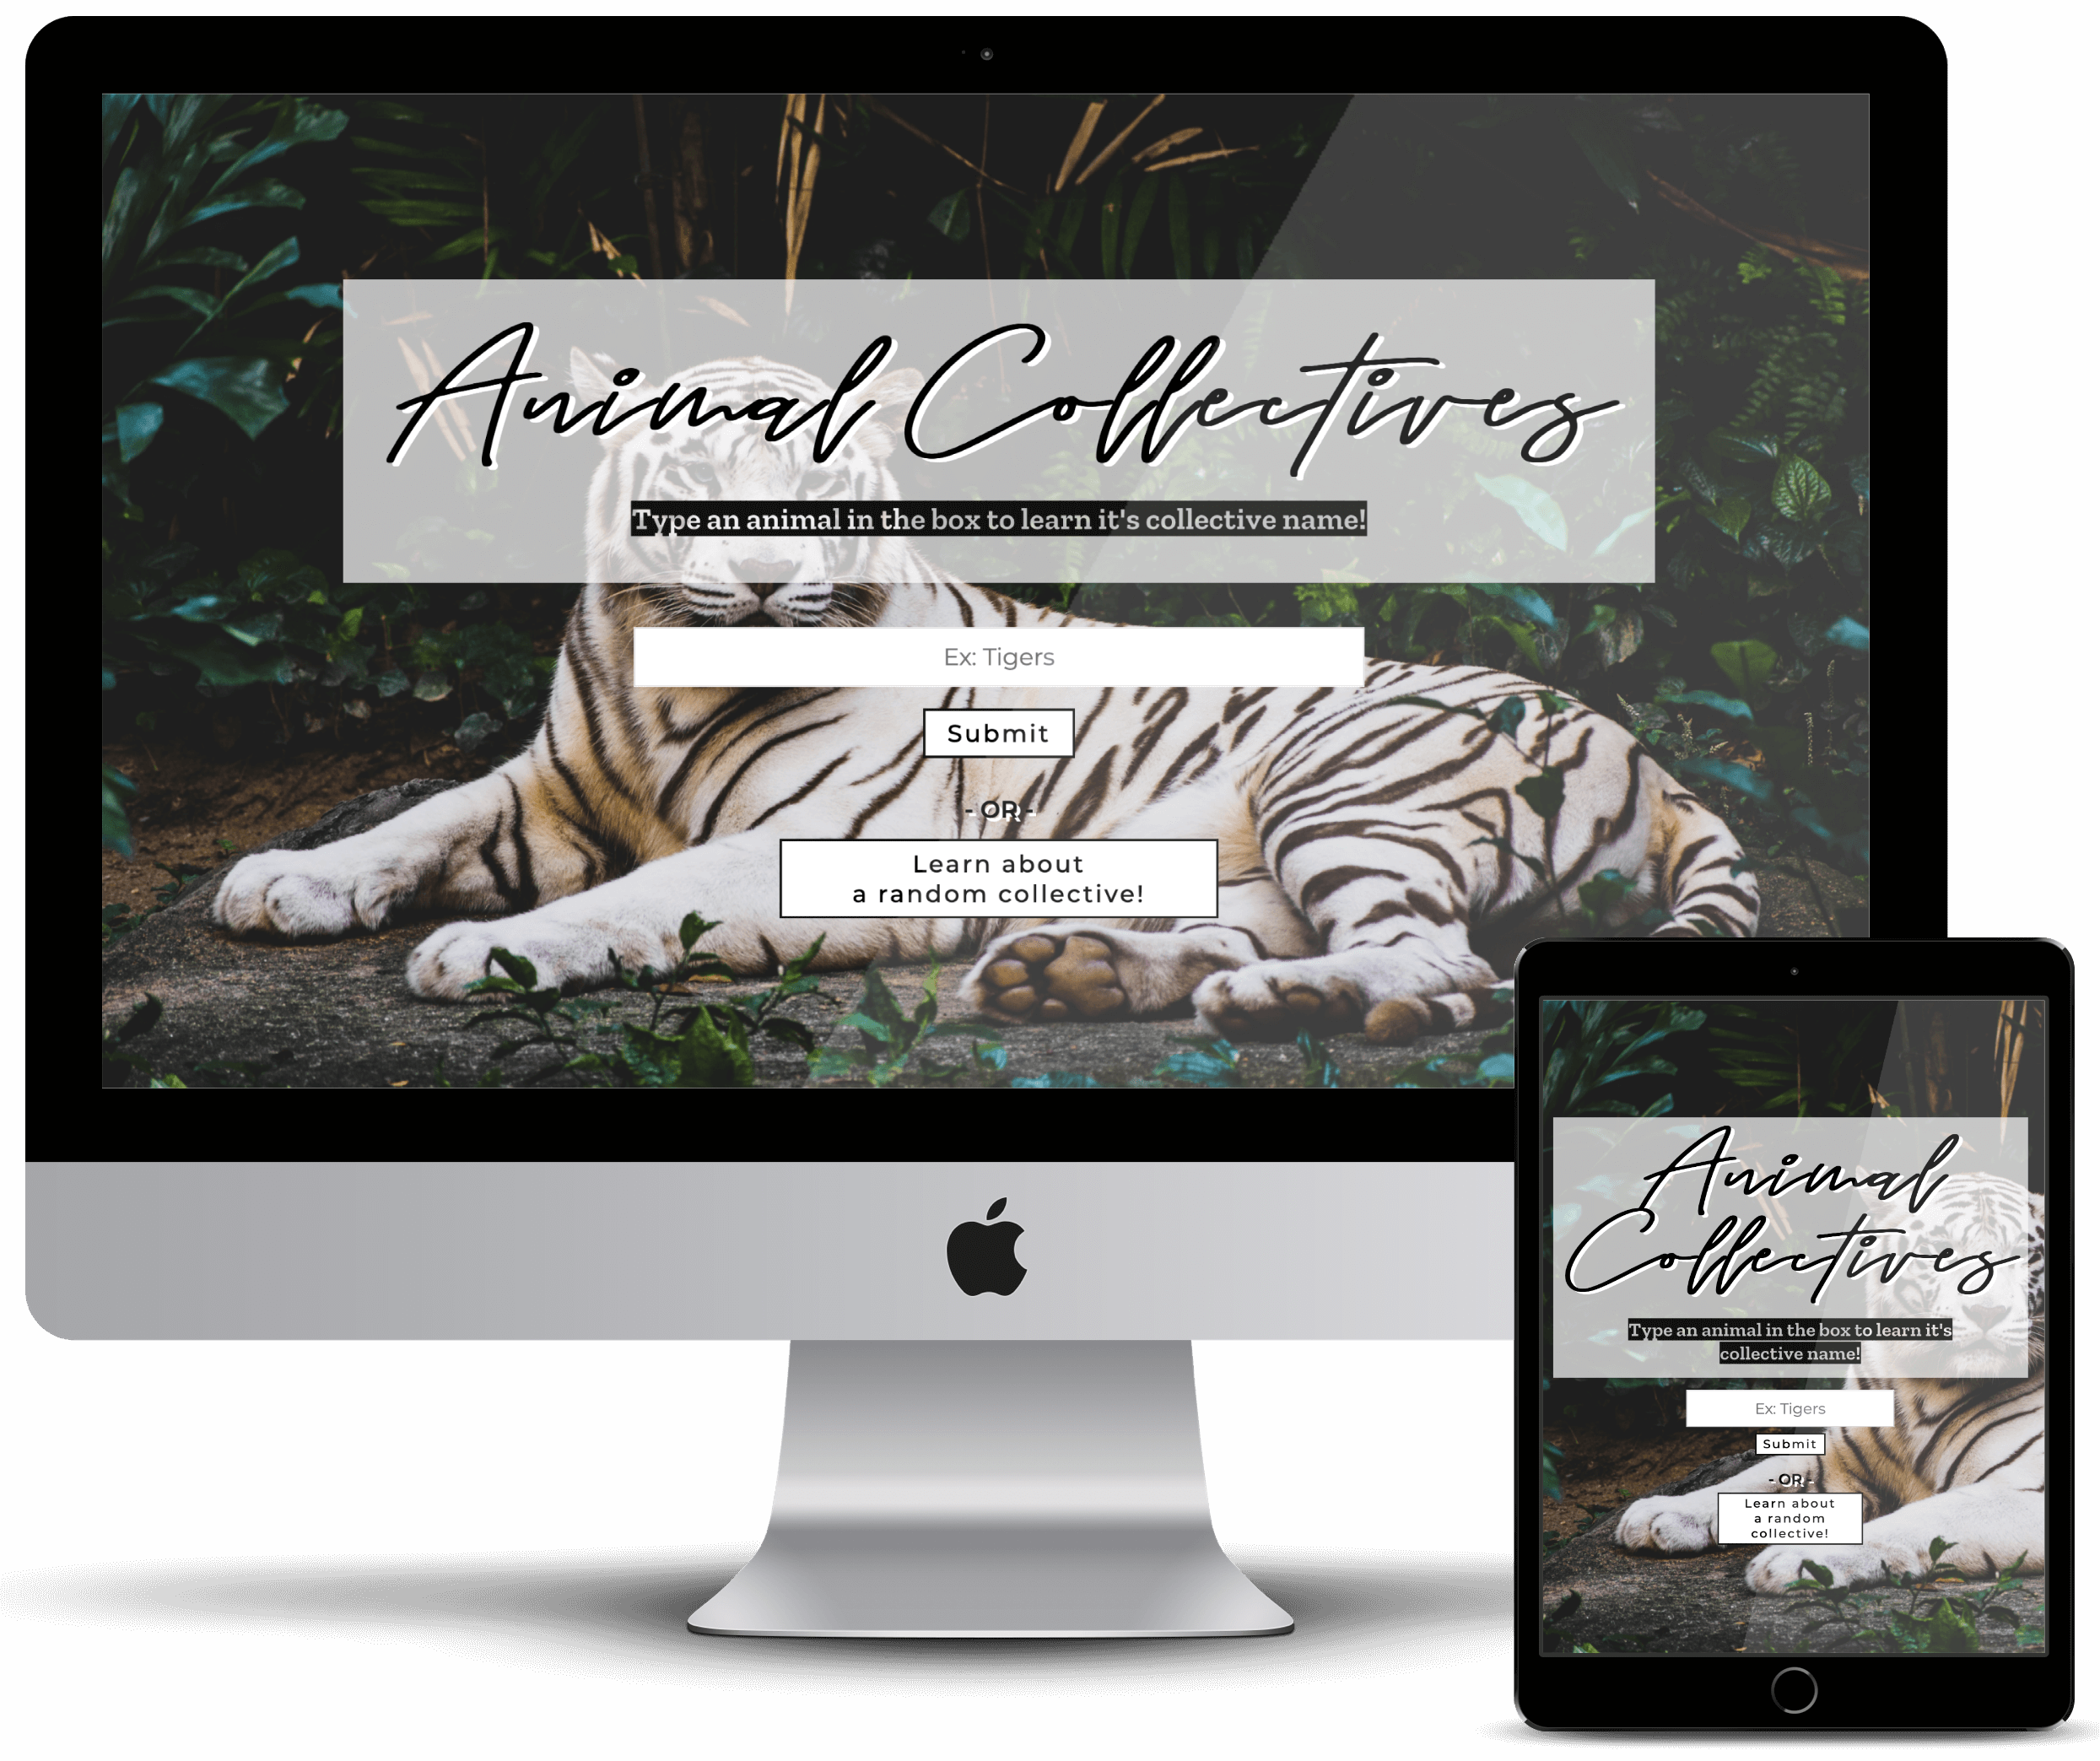 Animal Collectives
Type an animal in the box to learn it's collective name!
Ex: Tigers
Submit
- OR -
Learn about
a random collective!
Animal
Collectives
Type an animal in the box to learn it's
collective name!
Ex: Tigers
Submit
- OR -
Learn about
a random
collective!